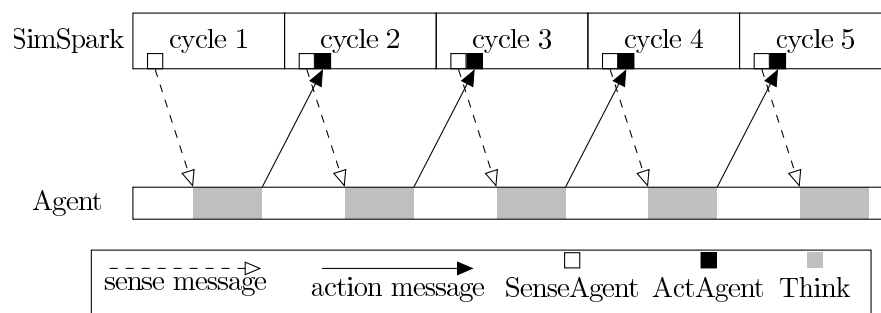 SimSpark cycle 1 cycle 2 cycle 3 cycle 4 cycle 5
Agent
sense message action message SenseAgent ActAgent Think